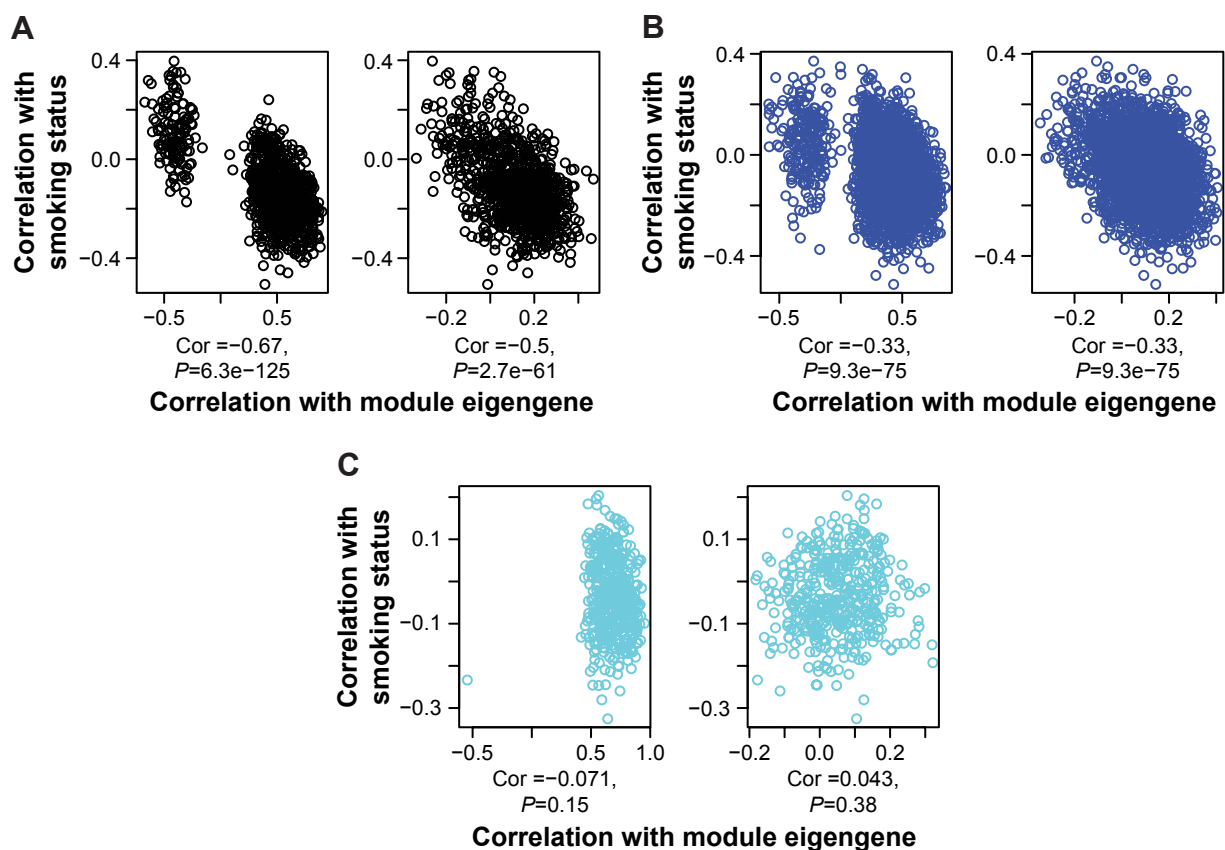 A
Correlation with
smoking status
0.4
0.0
−0.4
−0.5
0.5
Cor =−0.67,
P=6.3e−125
0.4
0.0
−0.4
−0.2
0.2
Cor =−0.5,
P=2.7e−61
Correlation with module eigengene
B
Correlation with
smoking status
0.4
0.0
−0.4
−0.5
0.5
Cor =−0.33,
P=9.3e−75
0.4
0.0
−0.4
−0.2
0.2
Cor =−0.33,
P=9.3e−75
Correlation with module eigengene
C
Correlation with
smoking status
0.1
−0.1
−0.3
−0.5
0.5
1.0
Cor =−0.071,
P=0.15
0.1
−0.1
−0.3
−0.2
0.0
0.2
Cor =0.043,
P=0.38
Correlation with module eigengene